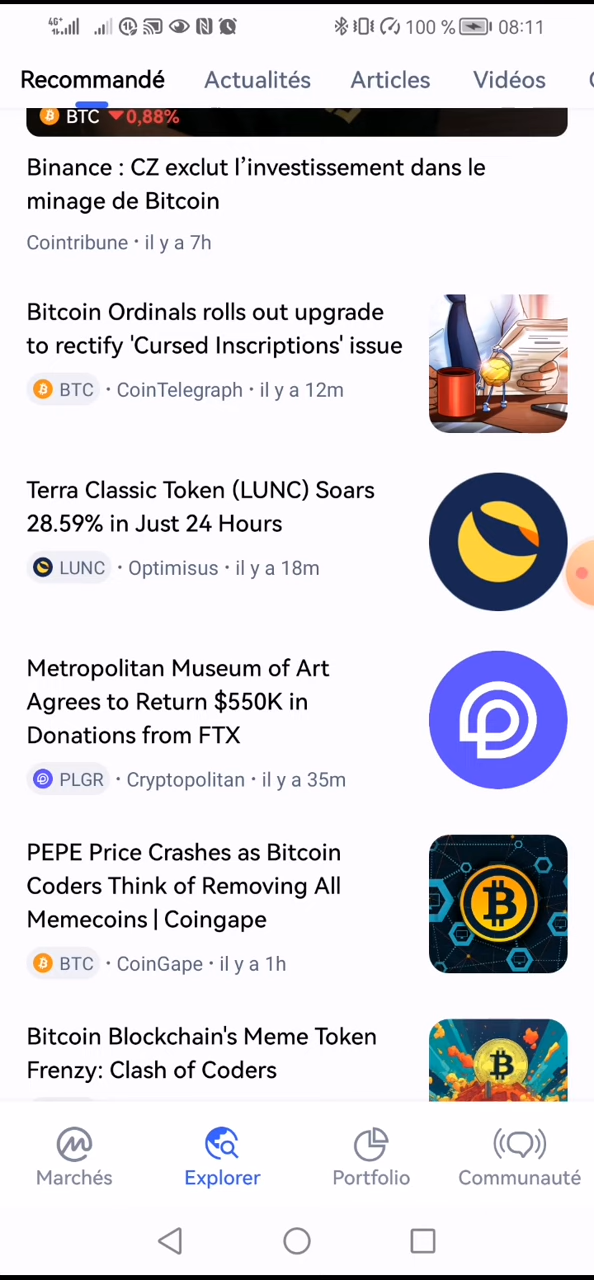 4G+ 100 % 08:11
Recommandé Actualités Articles Vidéos
BTC ▼0,88%
Binance : CZ exclut l’investissement dans le
minage de Bitcoin
Cointribune · il y a 7h
Bitcoin Ordinals rolls out upgrade
to rectify 'Cursed Inscriptions' issue
BTC · CoinTelegraph · il y a 12m
Terra Classic Token (LUNC) Soars
28.59% in Just 24 Hours
LUNC · Optimisus · il y a 18m
Metropolitan Museum of Art
Agrees to Return $550K in
Donations from FTX
PLGR · Cryptopolitan · il y a 35m
PEPE Price Crashes as Bitcoin
Coders Think of Removing All
Memecoins | Coingape
BTC · CoinGape · il y a 1h
Bitcoin Blockchain's Meme Token
Frenzy: Clash of Coders
Marchés Explorer Portfolio Communauté